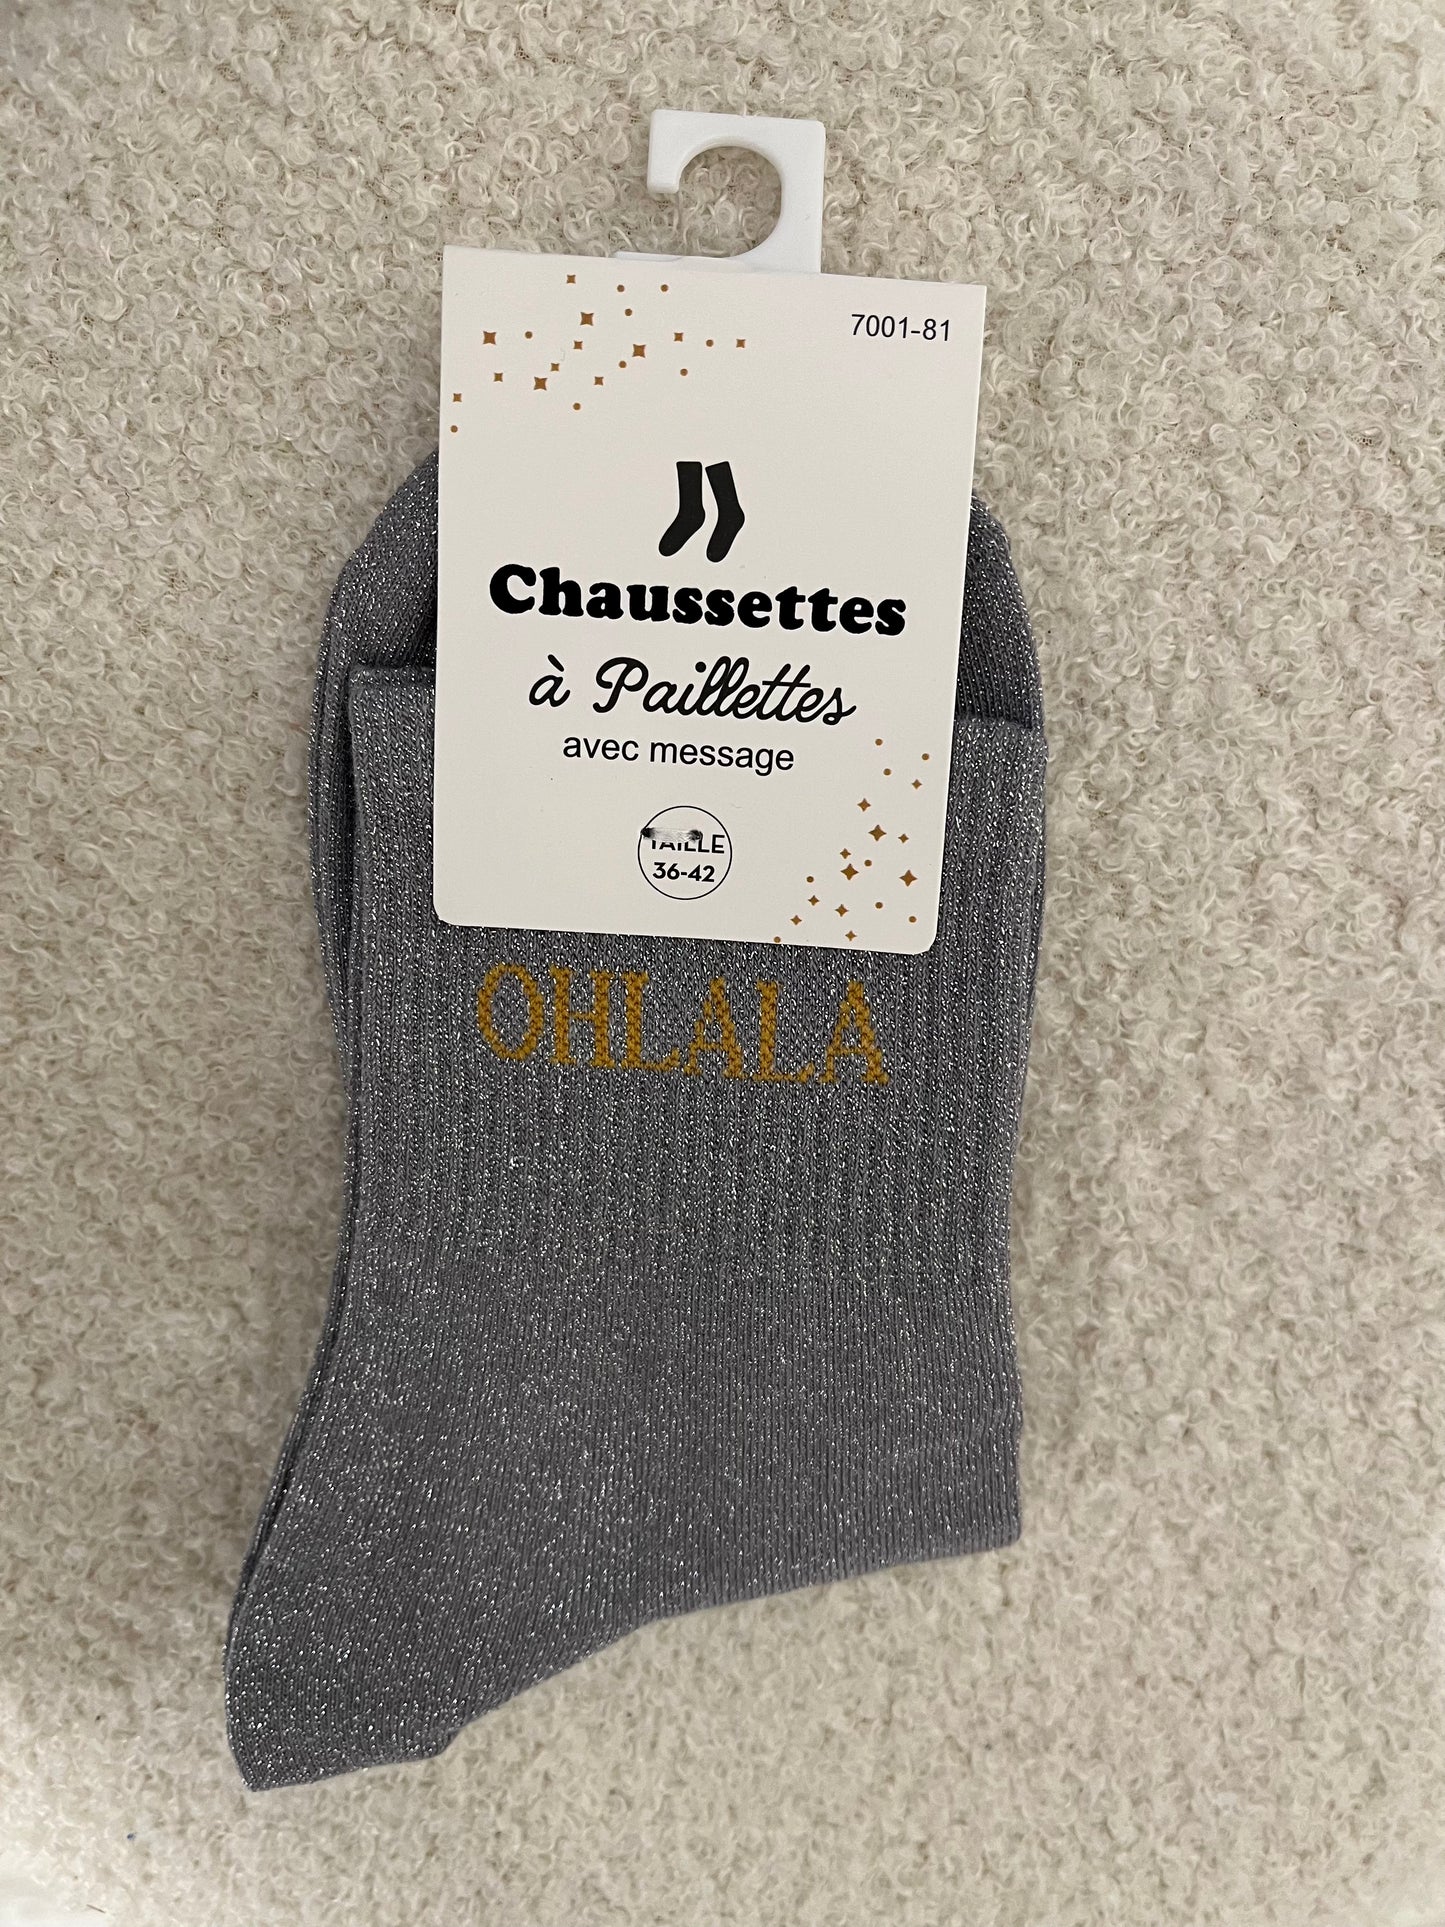 7001-81
Chaussettes
à Paillettes
avec message
TAILLE
36-42
OHLALA